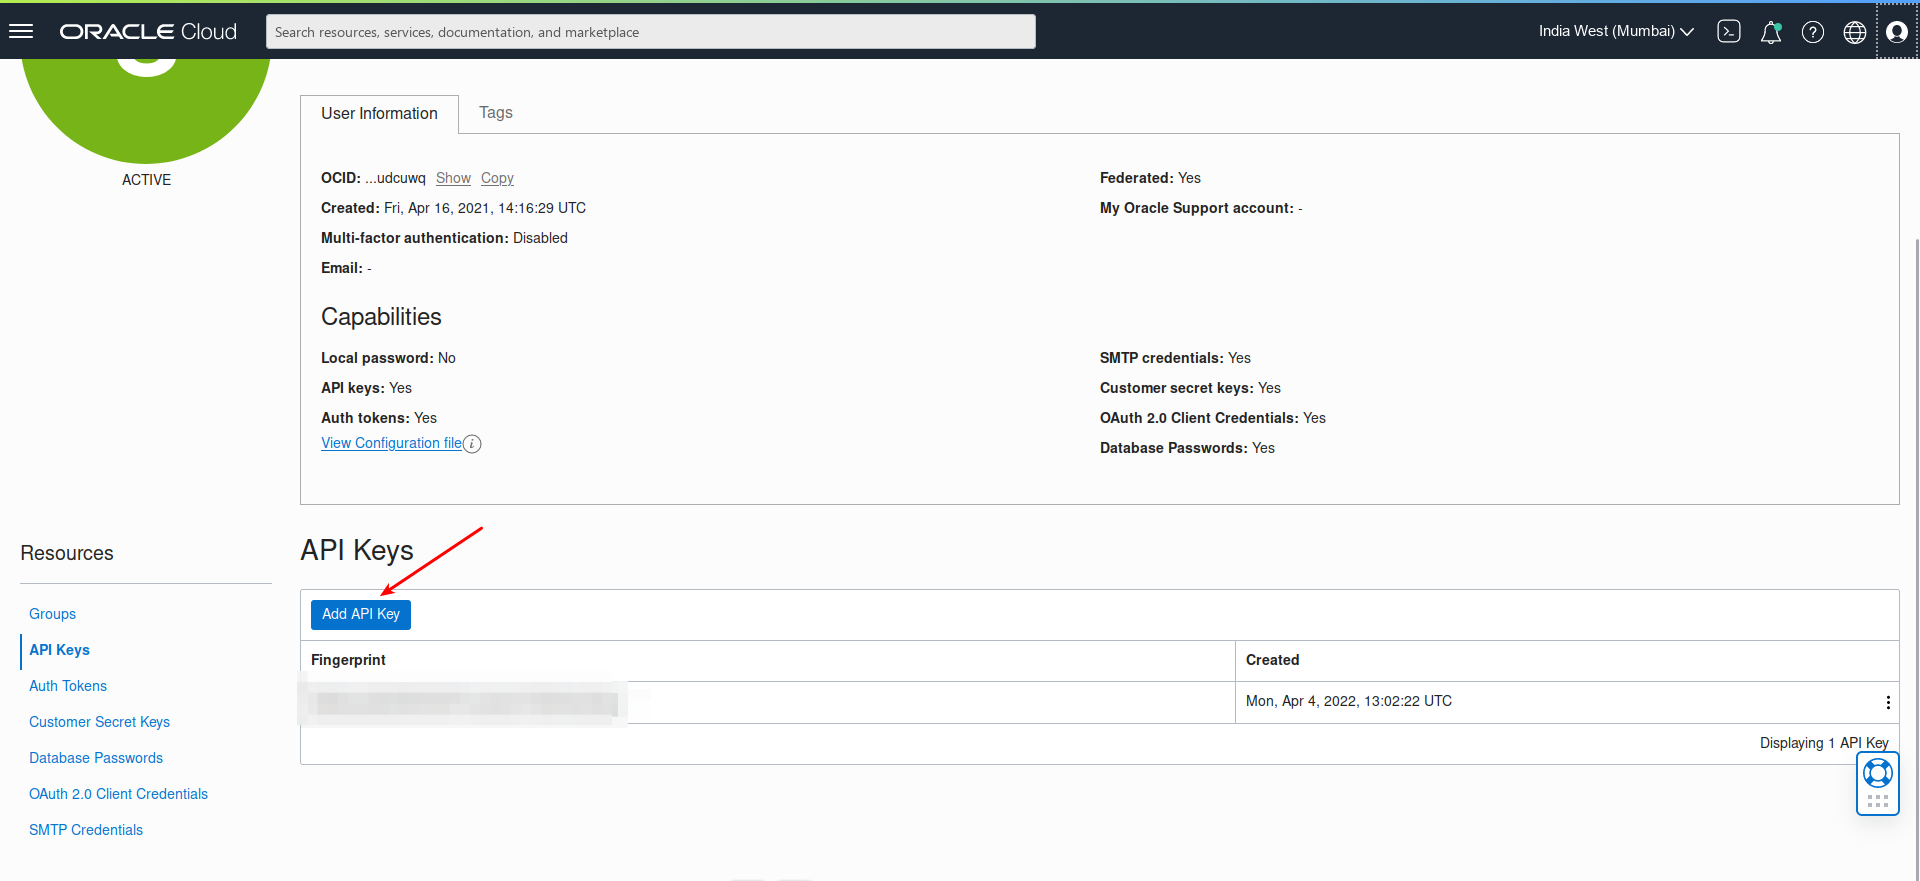 ORACLE Cloud
Search resources, services, documentation, and marketplace
India West (Mumbai)
ACTIVE
User Information
Tags
OCID: ...udcuwq Show Copy
Created: Fri, Apr 16, 2021, 14:16:29 UTC
Multi-factor authentication: Disabled
Email: -
Federated: Yes
My Oracle Support account: -
Capabilities
Local password: No
API keys: Yes
Auth tokens: Yes
View Configuration file
SMTP credentials: Yes
Customer secret keys: Yes
OAuth 2.0 Client Credentials: Yes
Database Passwords: Yes
Resources
Groups
API Keys
Auth Tokens
Customer Secret Keys
Database Passwords
OAuth 2.0 Client Credentials
SMTP Credentials
API Keys
Add API Key
Fingerprint
Created
Mon, Apr 4, 2022, 13:02:22 UTC
Displaying 1 API Key